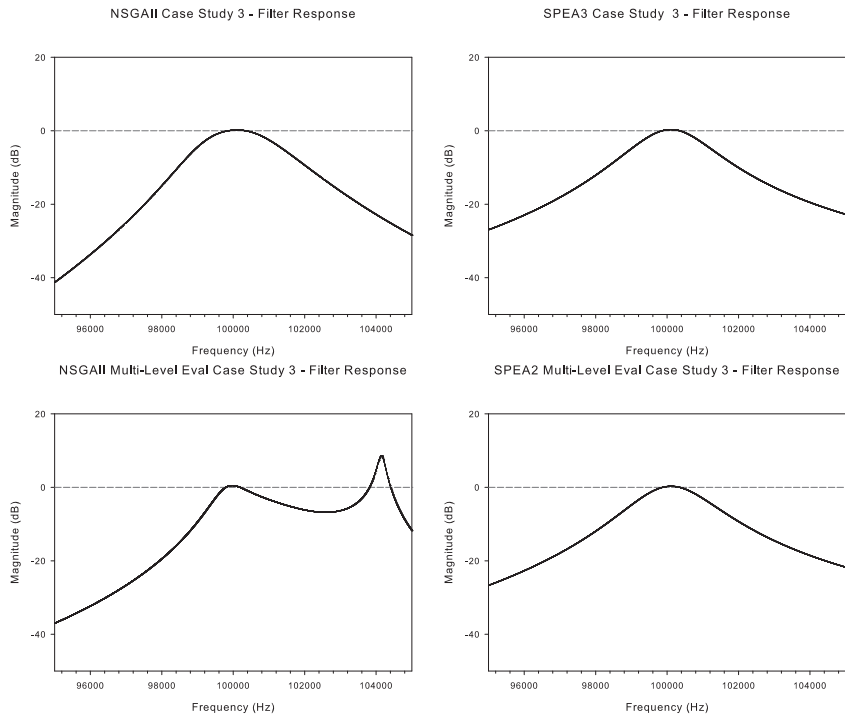 NSGAII Case Study 3 - Filter Response
20
0
-20
-40
Magnitude (dB)
96000 98000 100000 102000 104000
Frequency (Hz)
SPEA3 Case Study 3 - Filter Response
20
0
-20
-40
Magnitude (dB)
96000 98000 100000 102000 104000
Frequency (Hz)
NSGAII Multi-Level Eval Case Study 3 - Filter Response
20
0
-20
-40
Magnitude (dB)
96000 98000 100000 102000 104000
Frequency (Hz)
SPEA2 Multi-Level Eval Case Study 3 - Filter Response
20
0
-20
-40
Magnitude (dB)
96000 98000 100000 102000 104000
Frequency (Hz)